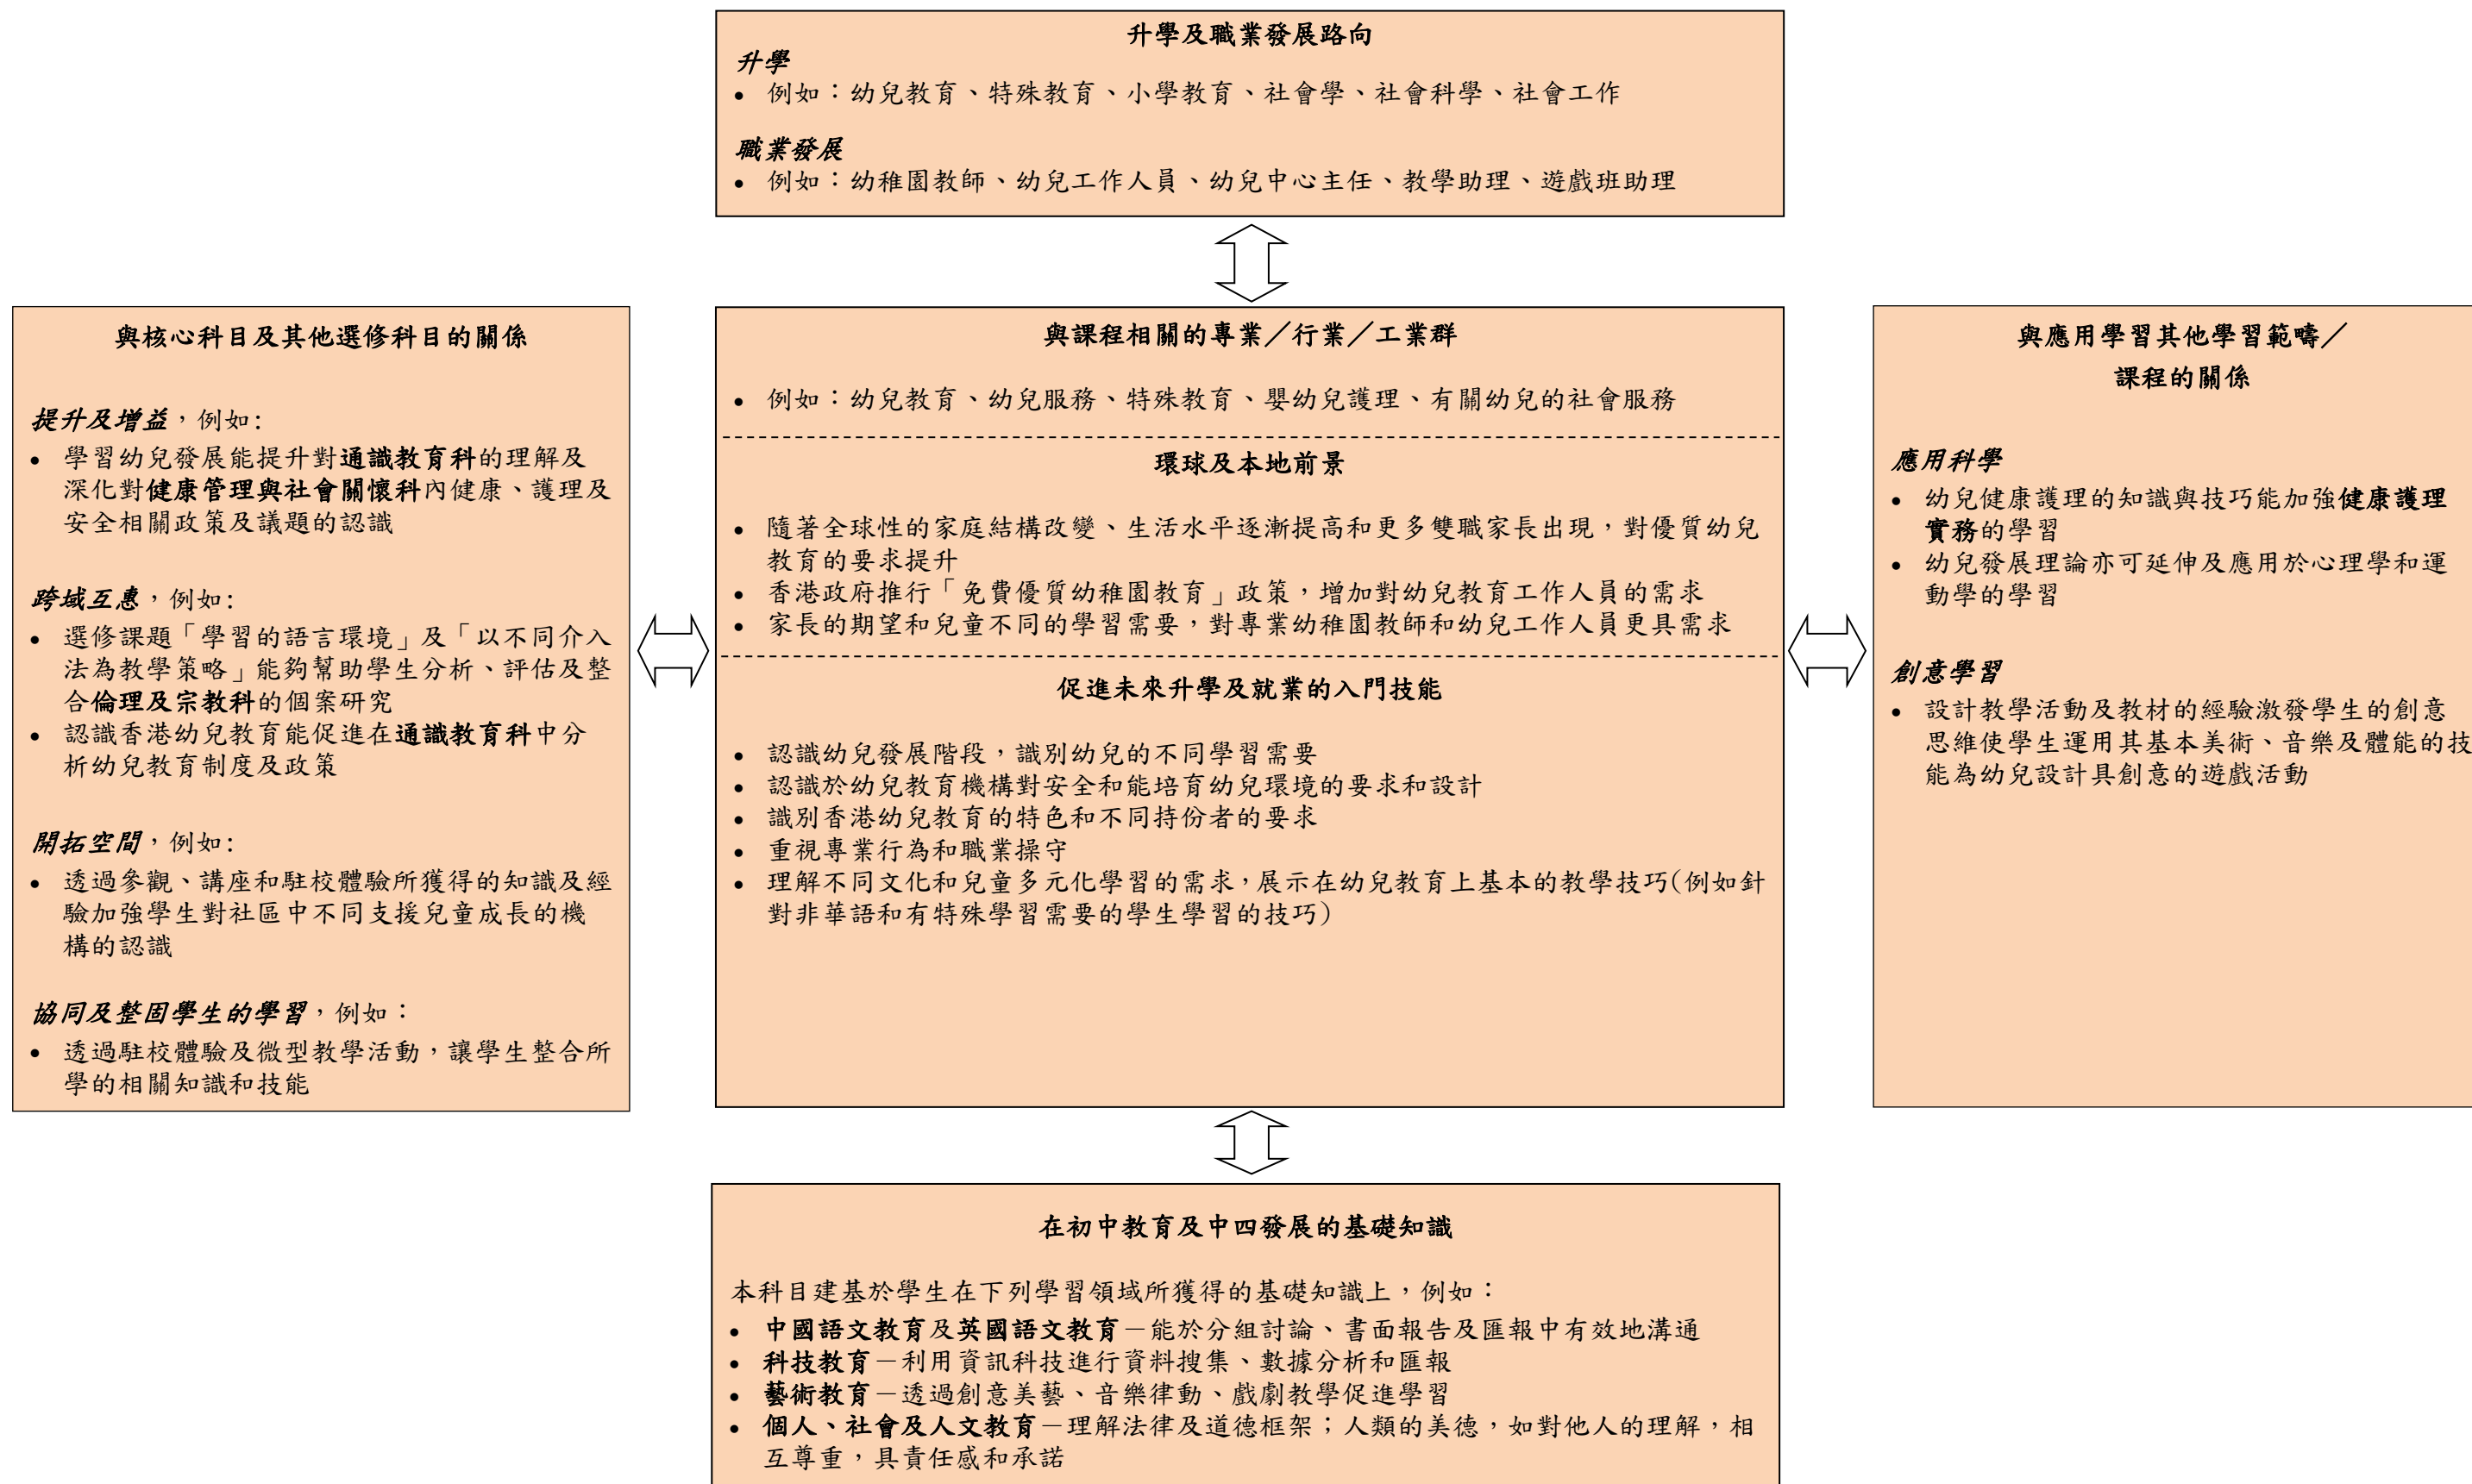 升學及職業發展路向
升學
• 例如：幼兒教育、特殊教育、小學教育、社會學、社會科學、社會工作
職業發展
• 例如：幼稚園教師、幼兒工作人員、幼兒中心主任、教學助理、遊戲班助理
與核心科目及其他選修科目的關係
提升及增益，例如:
• 學習幼兒發展能提升對通識教育科的理解及
深化對健康管理與社會關懷科內健康、護理及
安全相關政策及議題的認識
跨域互惠，例如:
• 選修課題「學習的語言環境」及「以不同介入
法為教學策略」能夠幫助學生分析、評估及整
合倫理及宗教科的個案研究
• 認識香港幼兒教育能促進在通識教育科中分
析幼兒教育制度及政策
開拓空間，例如:
• 透過參觀、講座和駐校體驗所獲得的知識及經
驗加強學生對社區中不同支援兒童成長的機
構的認識
協同及整固學生的學習，例如：
• 透過駐校體驗及微型教學活動，讓學生整合所
學的相關知識和技能
與課程相關的專業／行業／工業群
• 例如：幼兒教育、幼兒服務、特殊教育、嬰幼兒護理、有關幼兒的社會服務
環球及本地前景
• 隨著全球性的家庭結構改變、生活水平逐漸提高和更多雙職家長出現，對優質幼兒
教育的要求提升
• 香港政府推行「免費優質幼稚園教育」政策，增加對幼兒教育工作人員的需求
• 家長的期望和兒童不同的學習需要，對專業幼稚園教師和幼兒工作人員更具需求
促進未來升學及就業的入門技能
• 認識幼兒發展階段，識別幼兒的不同學習需要
• 認識於幼兒教育機構對安全和能培育幼兒環境的要求和設計
• 識別香港幼兒教育的特色和不同持份者的要求
• 重視專業行為和職業操守
• 理解不同文化和兒童多元化學習的需求，展示在幼兒教育上基本的教學技巧(例如針
對非華語和有特殊學習需要的學生學習的技巧)
與應用學習其他學習範疇／
課程的關係
應用科學
• 幼兒健康護理的知識與技巧能加強健康護理
實務的學習
• 幼兒發展理論亦可延伸及應用於心理學和運
動學的學習
創意學習
• 設計教學活動及教材的經驗激發學生的創意
思維使學生運用其基本美術、音樂及體能的技
能為幼兒設計具創意的遊戲活動
在初中教育及中四發展的基礎知識
本科目建基於學生在下列學習領域所獲得的基礎知識上，例如：
• 中國語文教育及英國語文教育－能於分組討論、書面報告及匯報中有效地溝通
• 科技教育－利用資訊科技進行資料搜集、數據分析和匯報
• 藝術教育－透過創意美藝、音樂律動、戲劇教學促進學習
• 個人、社會及人文教育－理解法律及道德框架；人類的美德，如對他人的理解，相
互尊重，具責任感和承諾